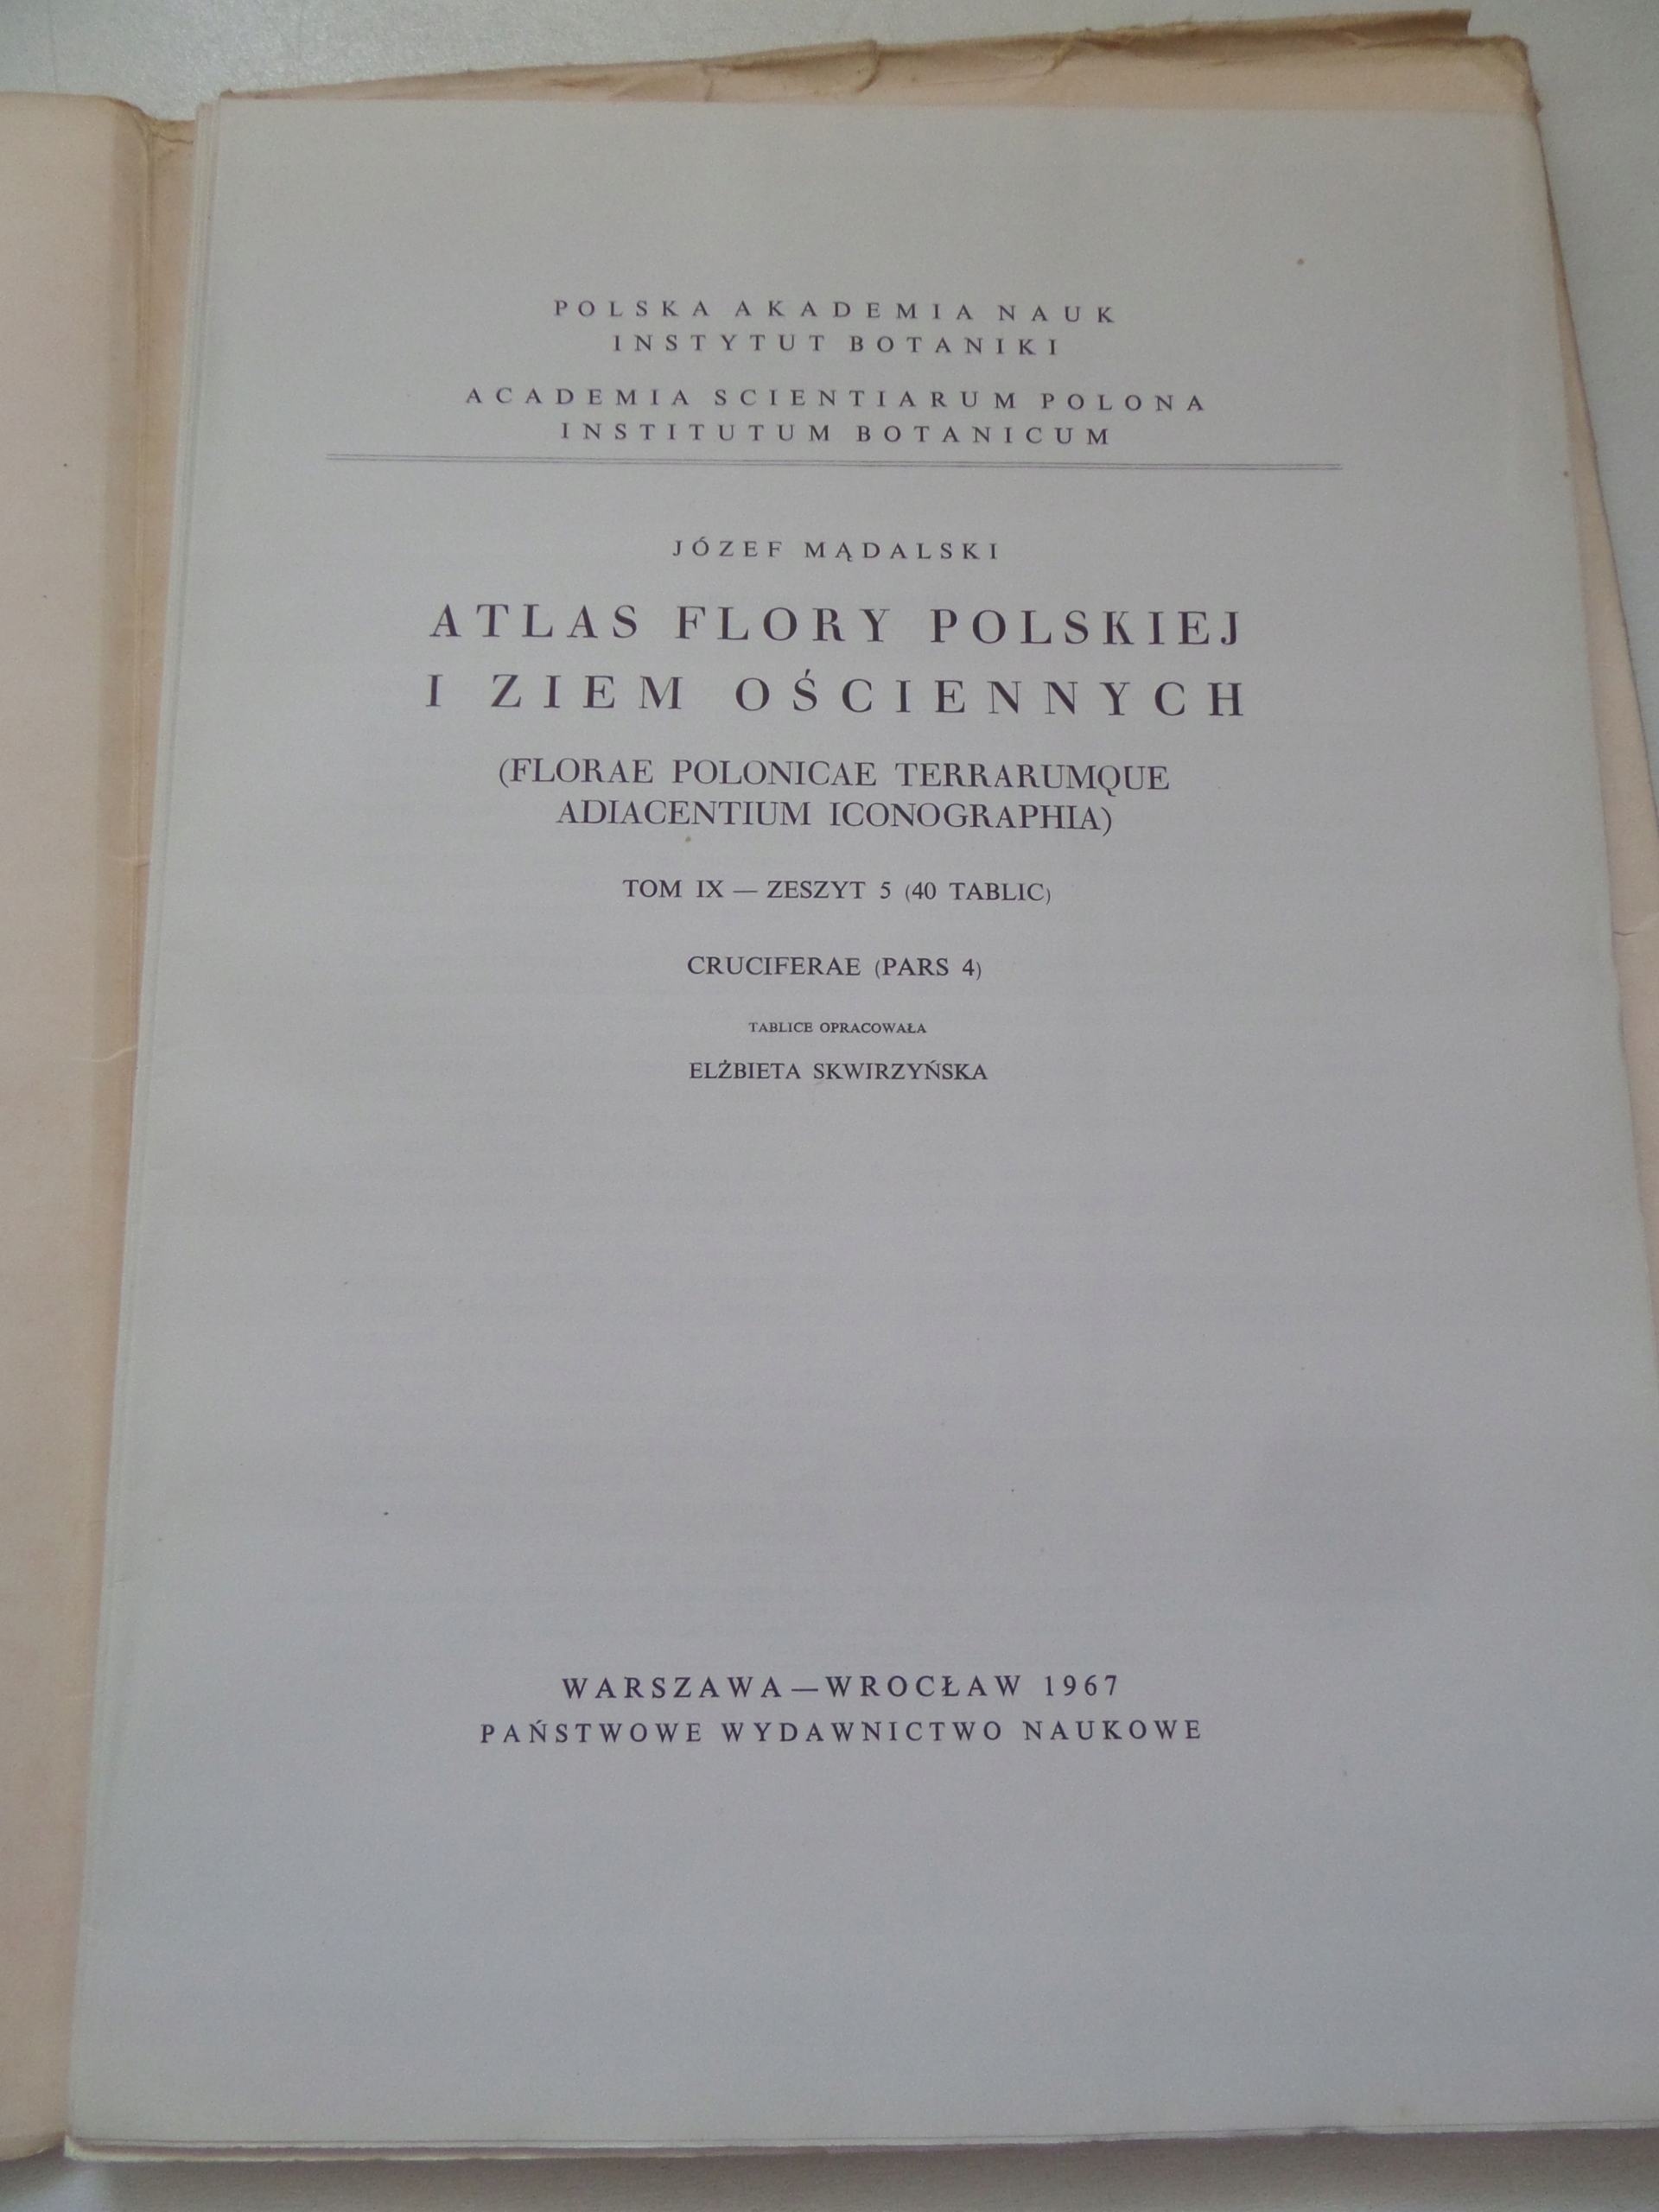 POLSKA AKADEMIA NAUK
INSTYTUT BOTANIKI
ACADEMIA SCIENTIARUM POLONA
INSTITUTUM BOTANICUM
JÓZEF MĄDALSKI
ATLAS FLORY POLSKIEJ
I ZIEM OŚCIENNYCH
(FLORAE POLONICAE TERRARUMQUE
ADIACENTIUM ICONOGRAPHIA)
TOM IX — ZESZYT 5 (40 TABLIC)
CRUCIFERAE (PARS 4)
TABLICE OPRACOWAŁA
ELŻBIETA SKWIRZYŃSKA
WARSZAWA—WROCŁAW 1967
PAŃSTWOWE WYDAWNICTWO NAUKOWE